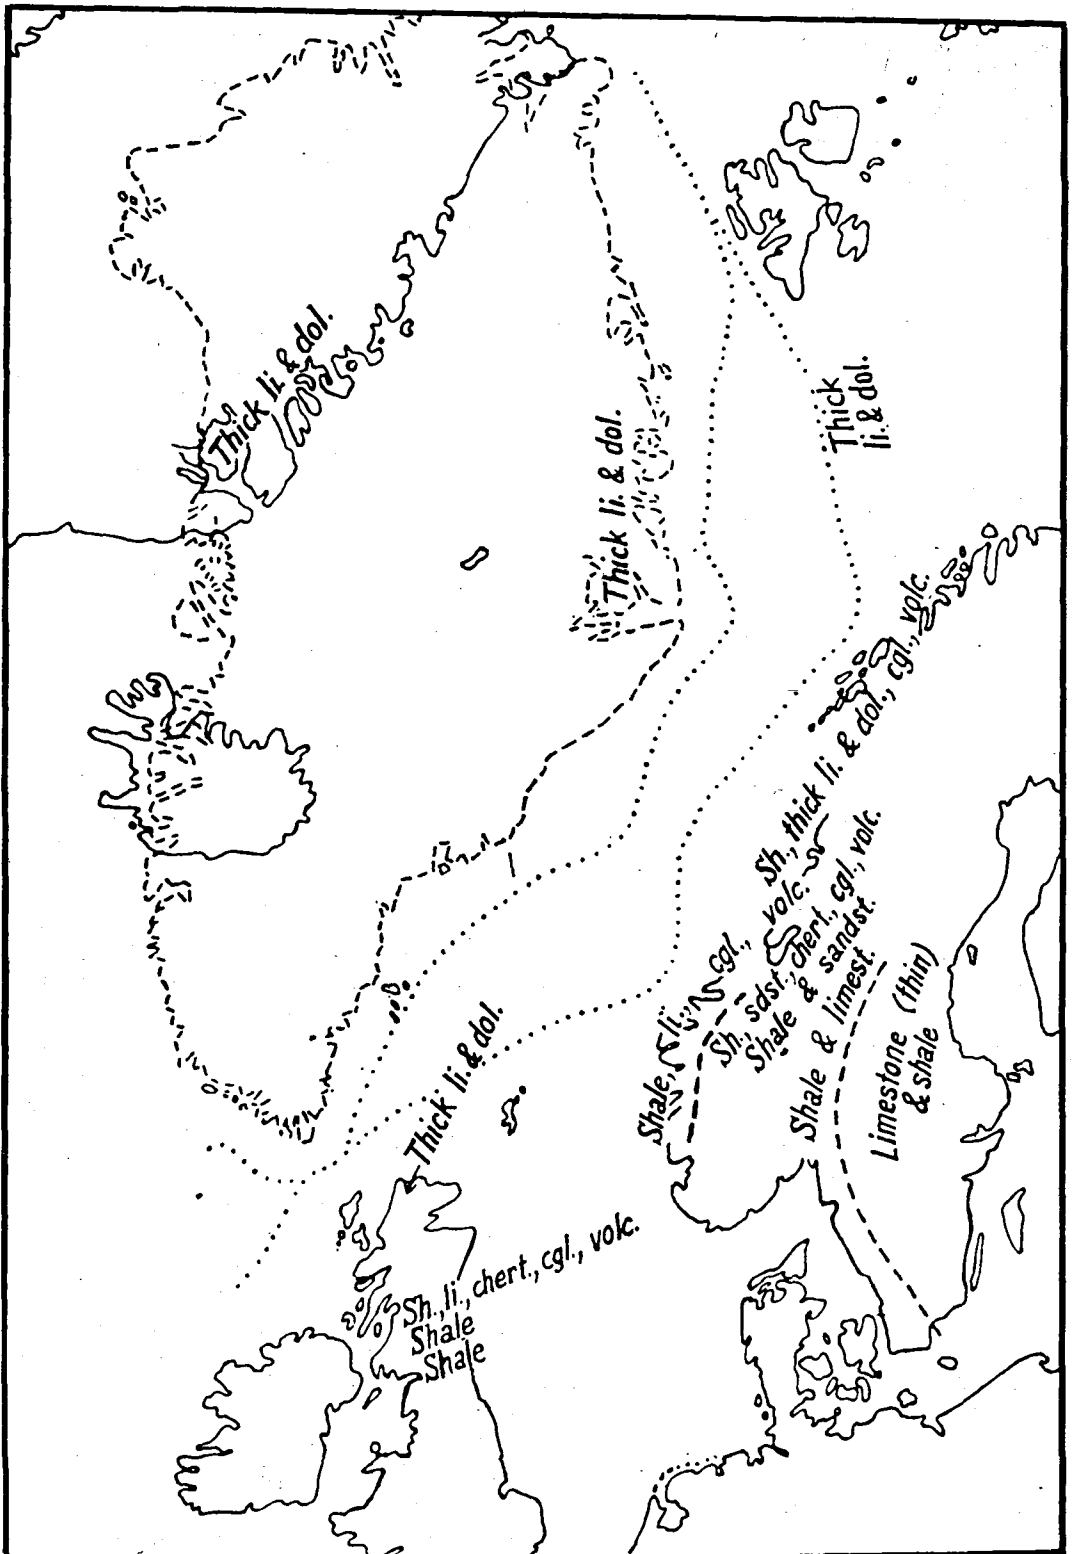 Thick li. & dol.
Thick li. & dol.
Thick
li. & dol.
Sh., thick li. & dol., cgl., volc.
Shale, li., cgl., volc.
Sh., sdst., chert, cgl., volc.
Shale & sandst.
Shale & limest.
Limestone (thin)
& shale
Thick li. & dol.
Sh., li., chert., cgl., volc.
Shale
Shale